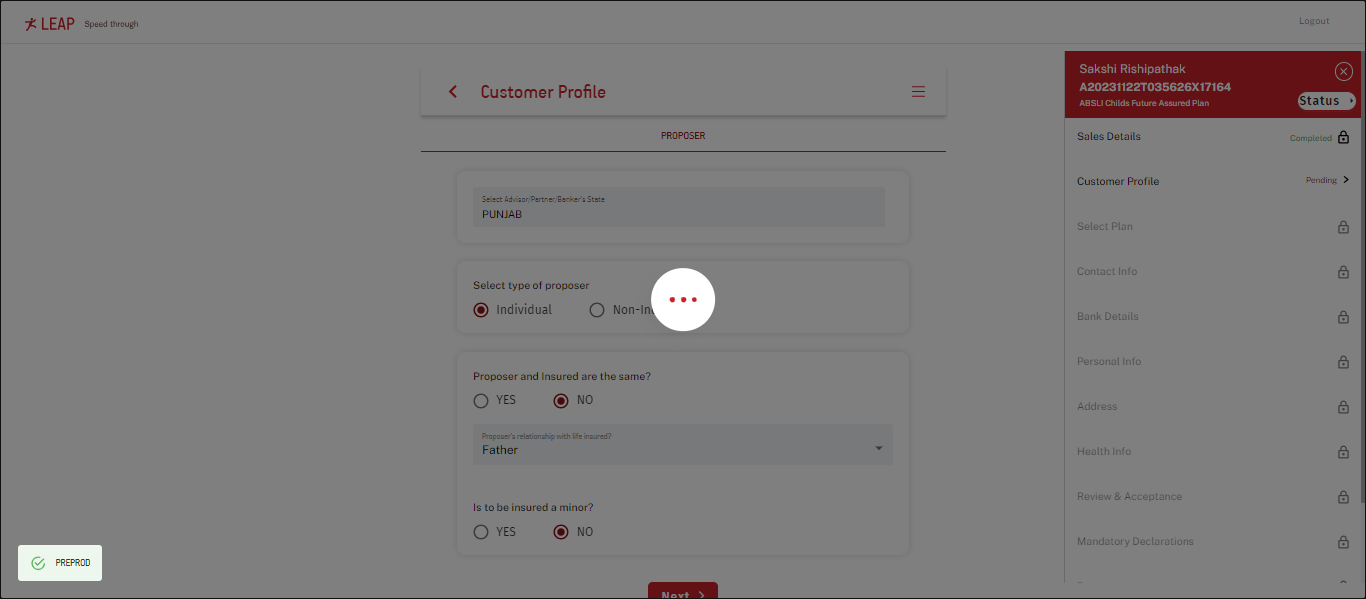 LEAP Speed through
Logout
Customer Profile
PROPOSER
Select Advisor/Partner/Banker's State
PUNJAB
Select type of proposer
Individual
Non-In
Proposer and Insured are the same?
YES
NO
Proposer's relationship with life insured?
Father
Is to be insured a minor?
YES
NO
Next
PREPROD
Sakshi Rishipathak
A20231122T035626X17164
ABSLI Childs Future Assured Plan
Status
Sales Details
Completed
Customer Profile
Pending
Select Plan
Contact Info
Bank Details
Personal Info
Address
Health Info
Review & Acceptance
Mandatory Declarations